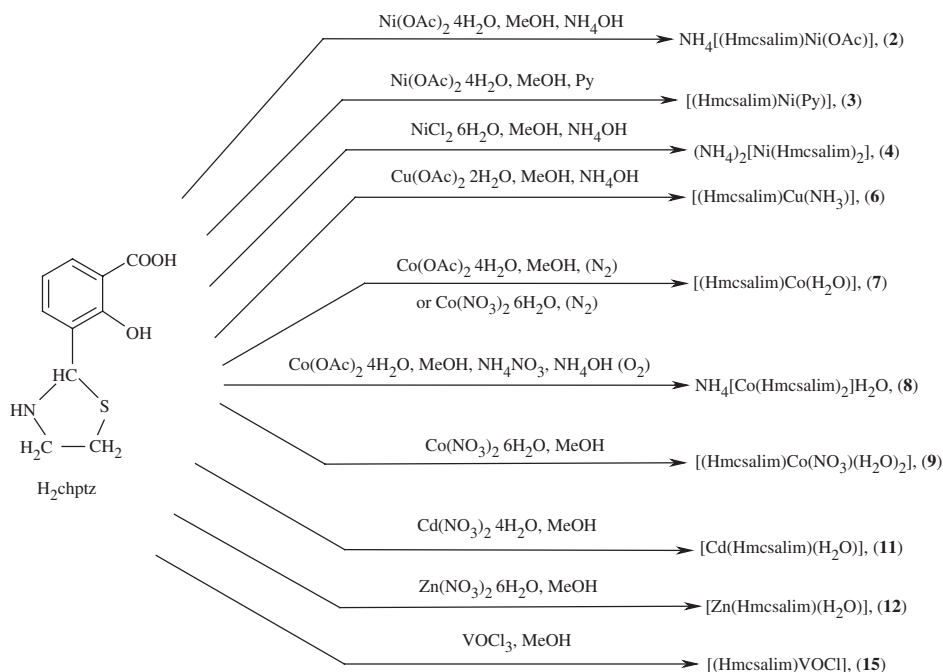 Ni(OAc)2 4H2O, MeOH, NH4OH
NH4[(Hmcsalim)Ni(OAc)], (2)
Ni(OAc)2 4H2O, MeOH, Py
[(Hmcsalim)Ni(Py)], (3)
NiCl2 6H2O, MeOH, NH4OH
(NH4)2[Ni(Hmcsalim)2], (4)
Cu(OAc)2 2H2O, MeOH, NH4OH
[(Hmcsalim)Cu(NH3)], (6)
COOH
OH
HC
HN
S
H2C
CH2
H2chptz
Co(OAc)2 4H2O, MeOH, (N2)
or Co(NO3)2 6H2O, (N2)
[(Hmcsalim)Co(H2O)], (7)
Co(OAc)2 4H2O, MeOH, NH4NO3, NH4OH (O2)
NH4[Co(Hmcsalim)2]H2O, (8)
Co(NO3)2 6H2O, MeOH
[(Hmcsalim)Co(NO3)(H2O)2], (9)
Cd(NO3)2 4H2O, MeOH
[Cd(Hmcsalim)(H2O)], (11)
Zn(NO3)2 6H2O, MeOH
[Zn(Hmcsalim)(H2O)], (12)
VOCl3, MeOH
[(Hmcsalim)VOCl], (15)